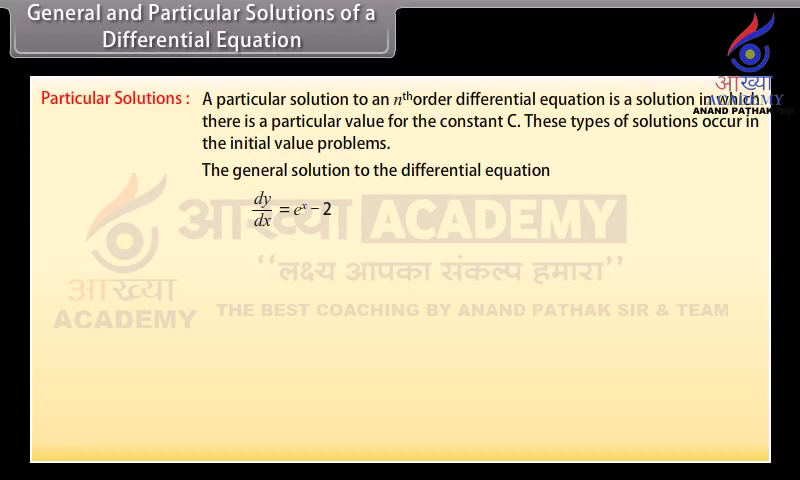 General and Particular Solutions of a
Differential Equation
आख्या
ACADEMY
ANAND PATHAK
Particular Solutions : A particular solution to an nth order differential equation is a solution in which
there is a particular value for the constant C. These types of solutions occur in
the initial value problems.
The general solution to the differential equation
dy/dx = e^x − 2
आख्या ACADEMY
‘‘लक्ष्य आपका संकल्प हमारा’’
आख्या
ACADEMY
THE BEST COACHING BY ANAND PATHAK SIR & TEAM